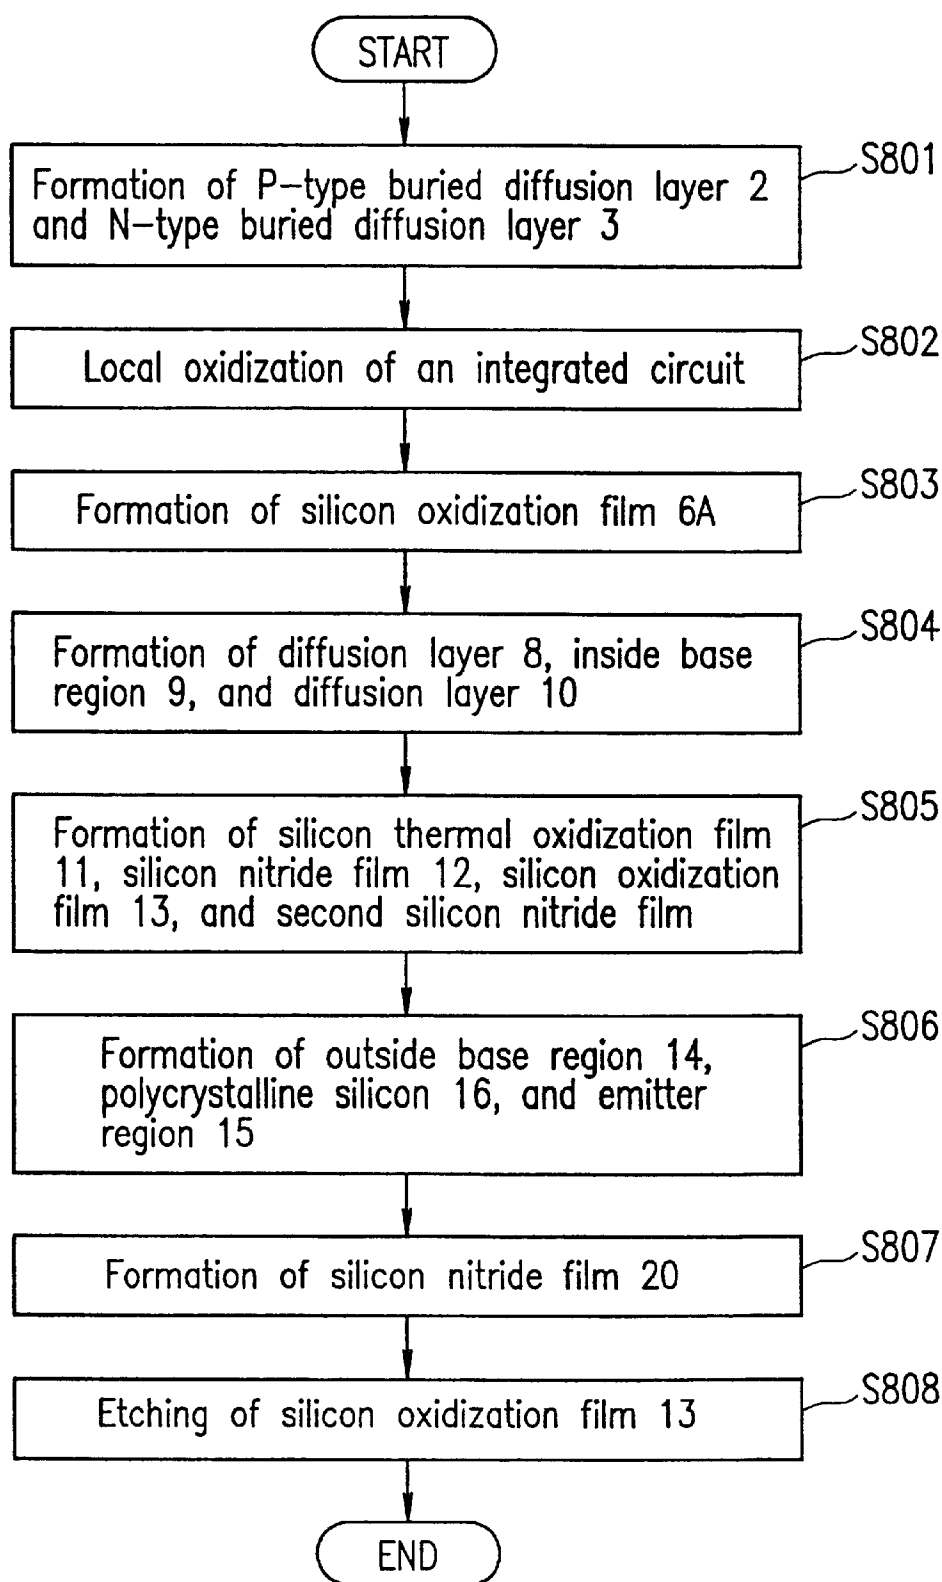 START
S801
Formation of P-type buried diffusion layer 2
and N-type buried diffusion layer 3
S802
Local oxidization of an integrated circuit
S803
Formation of silicon oxidization film 6A
S804
Formation of diffusion layer 8, inside base
region 9, and diffusion layer 10
S805
Formation of silicon thermal oxidization film
11, silicon nitride film 12, silicon oxidization
film 13, and second silicon nitride film
S806
Formation of outside base region 14,
polycrystalline silicon 16, and emitter
region 15
S807
Formation of silicon nitride film 20
S808
Etching of silicon oxidization film 13
END